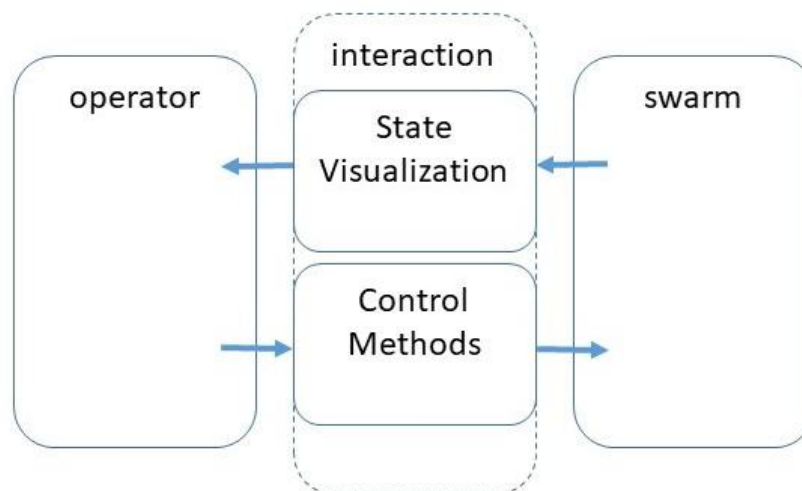 operator
interaction
State
Visualization
Control
Methods
swarm